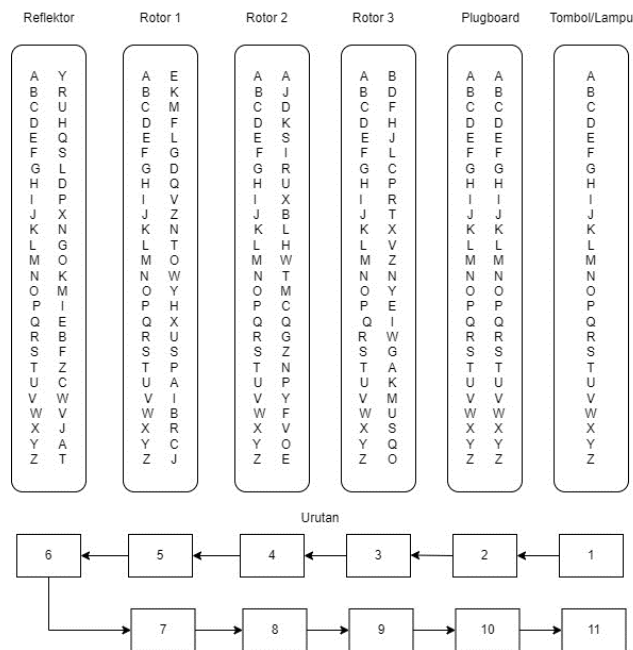 Reflektor Rotor 1 Rotor 2 Rotor 3 Plugboard Tombol/Lampu
A Y A E A A A B A A A
B R B K B J B D B B B
C U C M C D C F C C C
D H D F D K D H D D D
E Q E L E S E J E E E
F S F G F I F L F F F
G L G D G R G C G G G
H D H Q H U H P H H H
I P I V I X I R I I I
J X J Z J B J T J J J
K N K N K L K X K K K
L G L T L H L V L L L
M O M O M W M Z M M M
N K N W N T N N N N N
O M O Y O M O Y O O O
P I P H P C P E P P P
Q E Q X Q Q Q I Q Q Q
R B R U R G R W R R R
S F S S S Z S G S S S
T Z T P T N T A T T T
U C U A U P U K U U U
V W V I V Y V M V V V
W V W B W F W U W W W
X J X R X V X S X X X
Y A Y C Y O Y Q Y Y Y
Z T Z J Z E Z O Z Z Z
Urutan
6 5 4 3 2 1
7 8 9 10 11